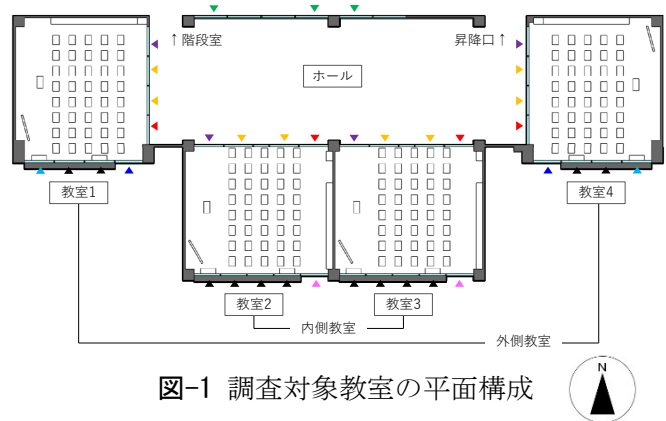 ↑階段室
昇降口↑
ホール
教室1
教室4
教室2
教室3
内側教室
外側教室
図-1 調査対象教室の平面構成
N